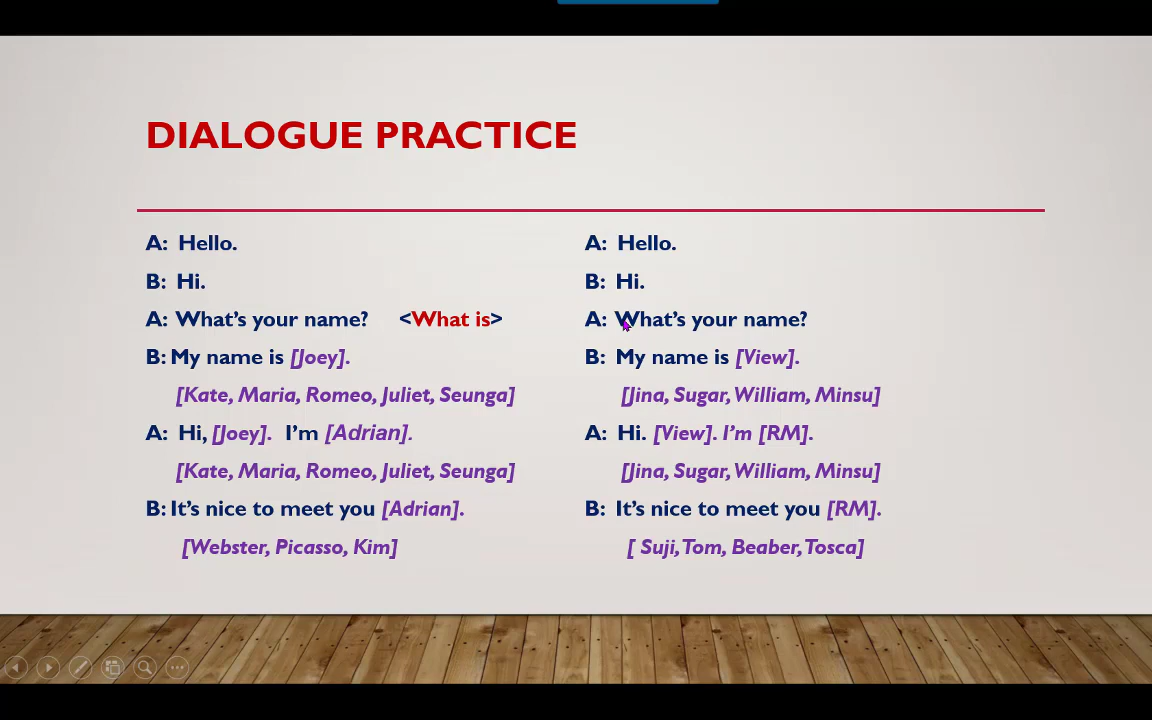 DIALOGUE PRACTICE
A: Hello.
B: Hi.
A: What's your name? <What is>
B: My name is [Joey].
[Kate, Maria, Romeo, Juliet, Seunga]
A: Hi, [Joey]. I'm [Adrian].
[Kate, Maria, Romeo, Juliet, Seunga]
B: It's nice to meet you [Adrian].
[Webster, Picasso, Kim]
A: Hello.
B: Hi.
A: What's your name?
B: My name is [View].
[Jina, Sugar, William, Minsu]
A: Hi. [View]. I'm [RM].
[Jina, Sugar, William, Minsu]
B: It's nice to meet you [RM].
[ Suji, Tom, Beaber, Tosca]